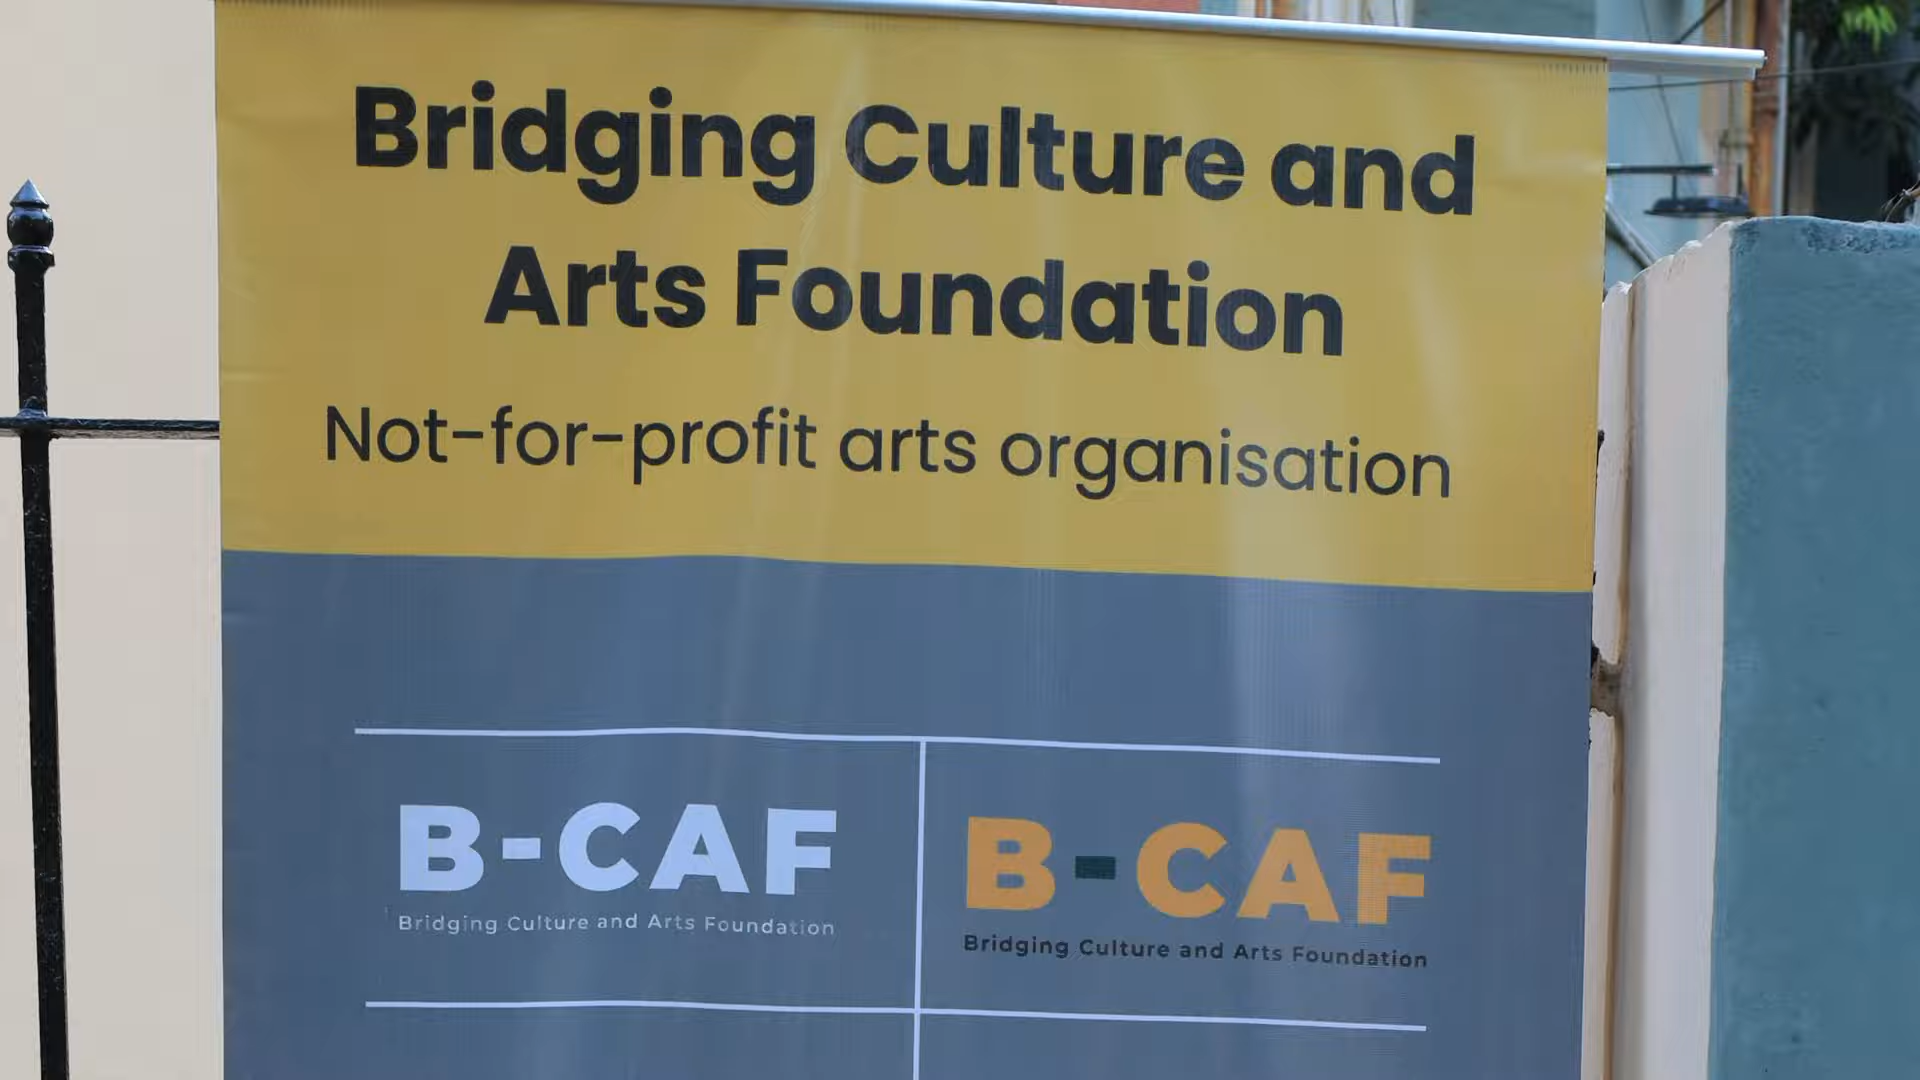 Bridging Culture and
Arts Foundation
Not-for-profit arts organisation
B-CAF
Bridging Culture and Arts Foundation
B-CAF
Bridging Culture and Arts Foundation